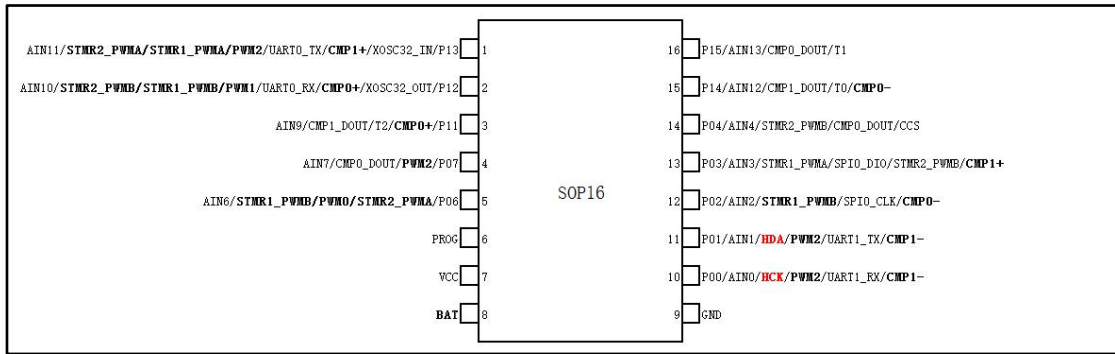 AIN11/STMR2_PWMA/STMR1_PWMA/PWM2/UART0_TX/CMP1+/XOSC32_IN/P13 1
AIN10/STMR2_PWMB/STMR1_PWMB/PWM1/UART0_RX/CMP0+/XOSC32_OUT/P12 2
AIN9/CMP1_DOUT/T2/CMP0+/P11 3
AIN7/CMP0_DOUT/PWM2/P07 4
AIN6/STMR1_PWMB/PWM0/STMR2_PWMA/P06 5
PROG 6
VCC 7
BAT 8
SOP16
16 P15/AIN13/CMP0_DOUT/T1
15 P14/AIN12/CMP1_DOUT/T0/CMP0-
14 P04/AIN4/STMR2_PWMB/CMP0_DOUT/CCS
13 P03/AIN3/STMR1_PWMA/SPI0_DIO/STMR2_PWMB/CMP1+
12 P02/AIN2/STMR1_PWMB/SPI0_CLK/CMP0-
11 P01/AIN1/HDA/PWM2/UART1_TX/CMP1-
10 P00/AIN0/HCK/PWM2/UART1_RX/CMP1-
9 GND